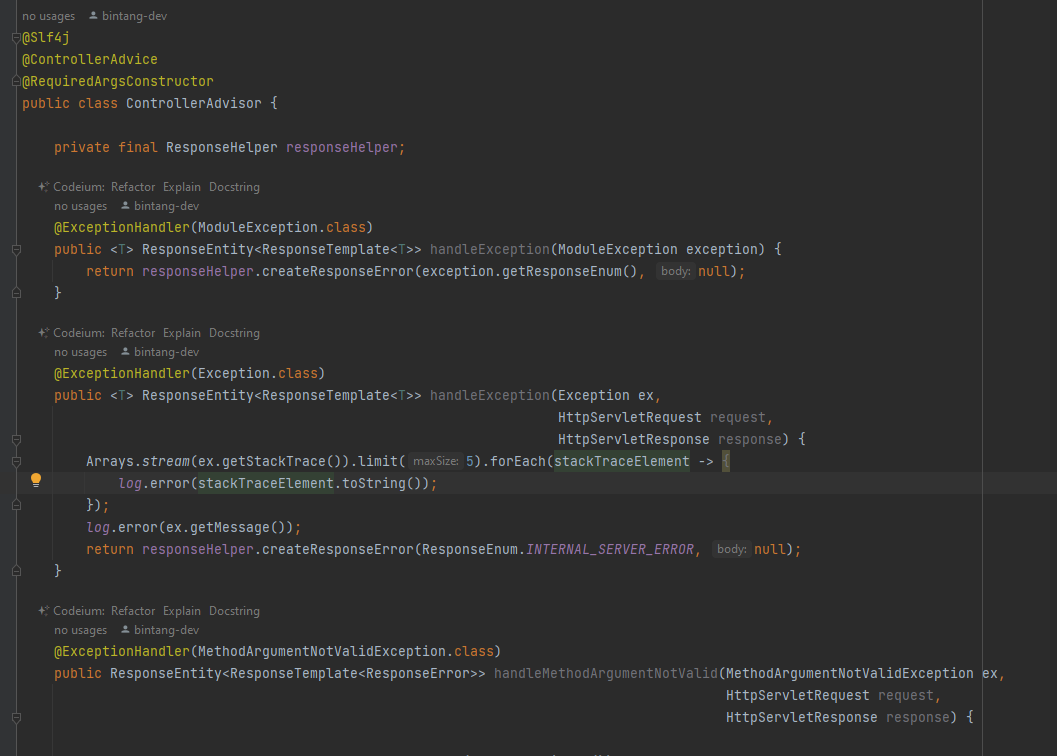 no usages bintang-dev
@Slf4j
@ControllerAdvice
@RequiredArgsConstructor
public class ControllerAdvisor {
private final ResponseHelper responseHelper;
Codeium: Refactor Explain Docstring
no usages bintang-dev
@ExceptionHandler(ModuleException.class)
public <T> ResponseEntity<ResponseTemplate<T>> handleException(ModuleException exception) {
return responseHelper.createResponseError(exception.getResponseEnum(), body: null);
}
Codeium: Refactor Explain Docstring
no usages bintang-dev
@ExceptionHandler(Exception.class)
public <T> ResponseEntity<ResponseTemplate<T>> handleException(Exception ex,
HttpServletRequest request,
HttpServletResponse response) {
Arrays.stream(ex.getStackTrace()).limit( maxSize: 5).forEach(stackTraceElement -> {
log.error(stackTraceElement.toString());
});
log.error(ex.getMessage());
return responseHelper.createResponseError(ResponseEnum.INTERNAL_SERVER_ERROR, body: null);
}
Codeium: Refactor Explain Docstring
no usages bintang-dev
@ExceptionHandler(MethodArgumentNotValidException.class)
public ResponseEntity<ResponseTemplate<ResponseError>> handleMethodArgumentNotValid(MethodArgumentNotValidException ex,
HttpServletRequest request,
HttpServletResponse response) {